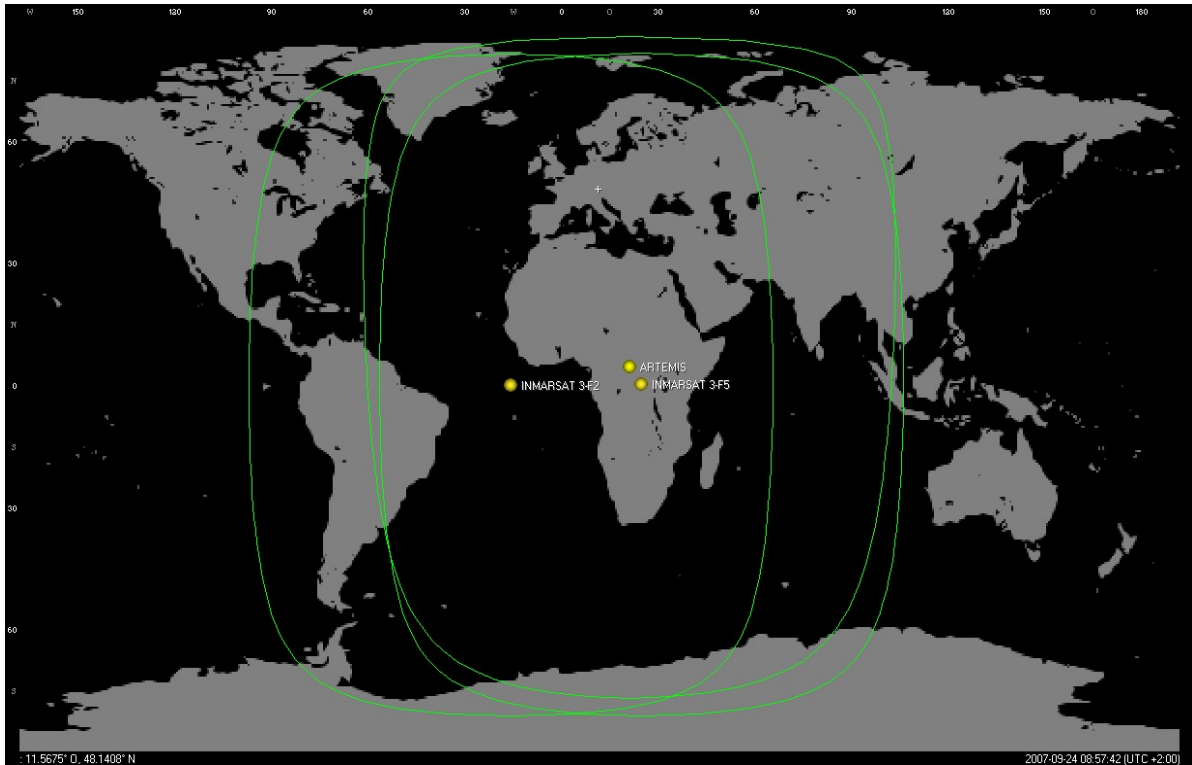 W 150 120 90 60 30 W 0 O 30 60 90 120 150 O 180
N
60
30
N
ARTEMIS
0 INMARSAT 3-F2 INMARSAT 3-F5
S
30
60
S
: 11.5675° O, 48.1408° N 2007-09-24 08:57:42 (UTC +2:00)